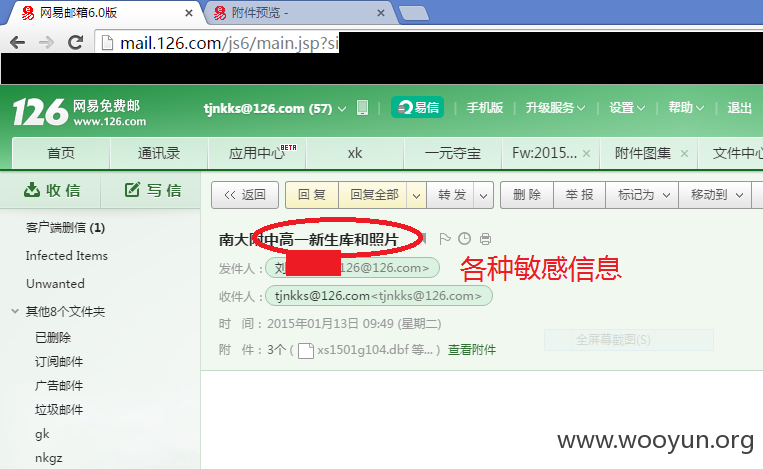 网易邮箱6.0版
附件预览 -
mail.126.com/js6/main.jsp?si
126 网易免费邮
www.126.com
tjnkks@126.com (57) 易信 手机版 升级服务 设置 帮助 退出
首页 通讯录 应用中心 BETA xk 一元夺宝 Fw:2015... 附件图集 文件中心
收信 写信
<< 返回 回复 回复全部 转发 删除 举报 标记为 移动到
客户端删信 (1)
Infected Items
Unwanted
其他8个文件夹
已删除
订阅邮件
广告邮件
垃圾邮件
gk
nkgz
南大附中高一新生库和照片
发件人: 刘 126@126.com>
各种敏感信息
收件人: tjnkks@126.com<tjnkks@126.com>
时 间: 2015年01月13日 09:49 (星期二)
全屏幕截图(S)
附 件: 3个 ( xs1501g104.dbf 等... ) 查看附件
www.wooyun.org